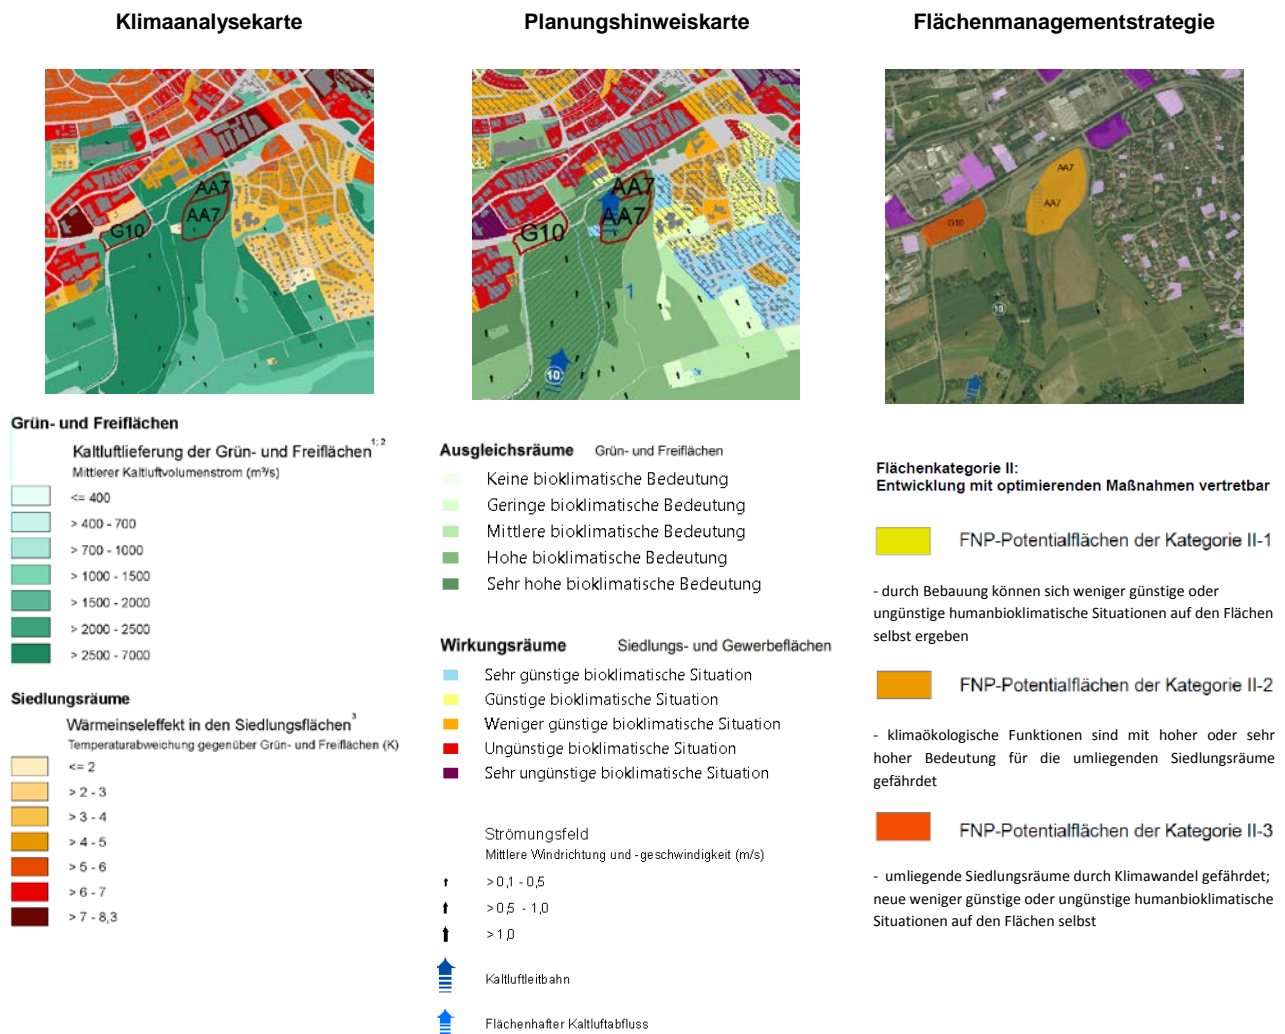 Klimaanalysekarte
Planungshinweiskarte
Flächenmanagementstrategie
AA7
AA7
G10
AA7
AA7
G10
1
10
AA7
AA7
G10
10
Grün- und Freiflächen
Kaltluftlieferung der Grün- und Freiflächen1; 2
Mittlerer Kaltluftvolumenstrom (m³/s)
<= 400
> 400 - 700
> 700 - 1000
> 1000 - 1500
> 1500 - 2000
> 2000 - 2500
> 2500 - 7000
Siedlungsräume
Wärmeinseleffekt in den Siedlungsflächen3
Temperaturabweichung gegenüber Grün- und Freiflächen (K)
<= 2
> 2 - 3
> 3 - 4
> 4 - 5
> 5 - 6
> 6 - 7
> 7 - 8,3
Ausgleichsräume Grün- und Freiflächen
Keine bioklimatische Bedeutung
Geringe bioklimatische Bedeutung
Mittlere bioklimatische Bedeutung
Hohe bioklimatische Bedeutung
Sehr hohe bioklimatische Bedeutung
Wirkungsräume Siedlungs- und Gewerbeflächen
Sehr günstige bioklimatische Situation
Günstige bioklimatische Situation
Weniger günstige bioklimatische Situation
Ungünstige bioklimatische Situation
Sehr ungünstige bioklimatische Situation
Strömungsfeld
Mittlere Windrichtung und -geschwindigkeit (m/s)
> 0,1 - 0,5
> 0,5 - 1,0
> 1,0
Kaltluftleitbahn
Flächenhafter Kaltluftabfluss
Flächenkategorie II:
Entwicklung mit optimierenden Maßnahmen vertretbar
FNP-Potentialflächen der Kategorie II-1
- durch Bebauung können sich weniger günstige oder
ungünstige humanbioklimatische Situationen auf den Flächen
selbst ergeben
FNP-Potentialflächen der Kategorie II-2
- klimaökologische Funktionen sind mit hoher oder sehr
hoher Bedeutung für die umliegenden Siedlungsräume
gefährdet
FNP-Potentialflächen der Kategorie II-3
- umliegende Siedlungsräume durch Klimawandel gefährdet;
neue weniger günstige oder ungünstige humanbioklimatische
Situationen auf den Flächen selbst